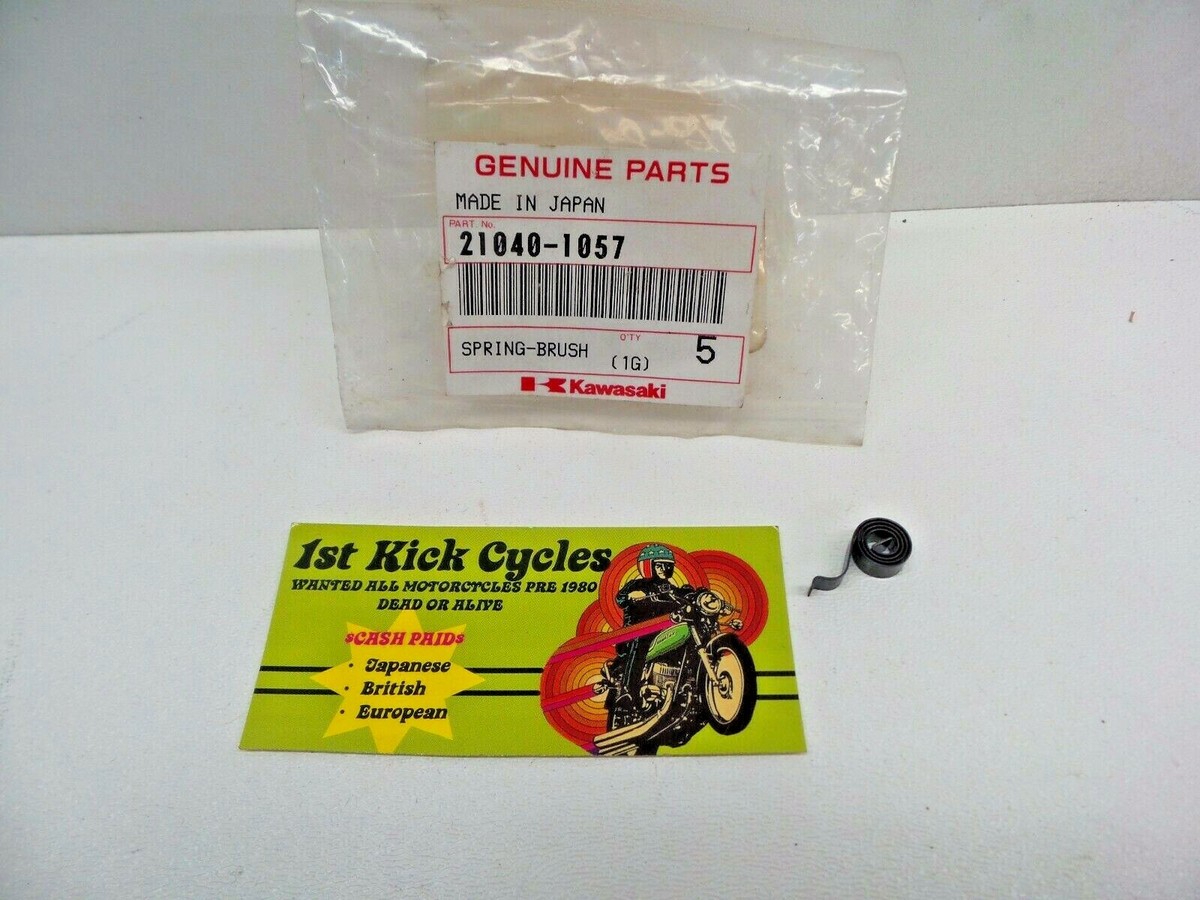 GENUINE PARTS
MADE IN JAPAN
PART. No.
21040-1057
Q'TY
SPRING-BRUSH (1G) 5
Kawasaki
1st Kick Cycles
WANTED ALL MOTORCYCLES PRE 1980
DEAD OR ALIVE
$CASH PAID$
· Japanese
· British
· European